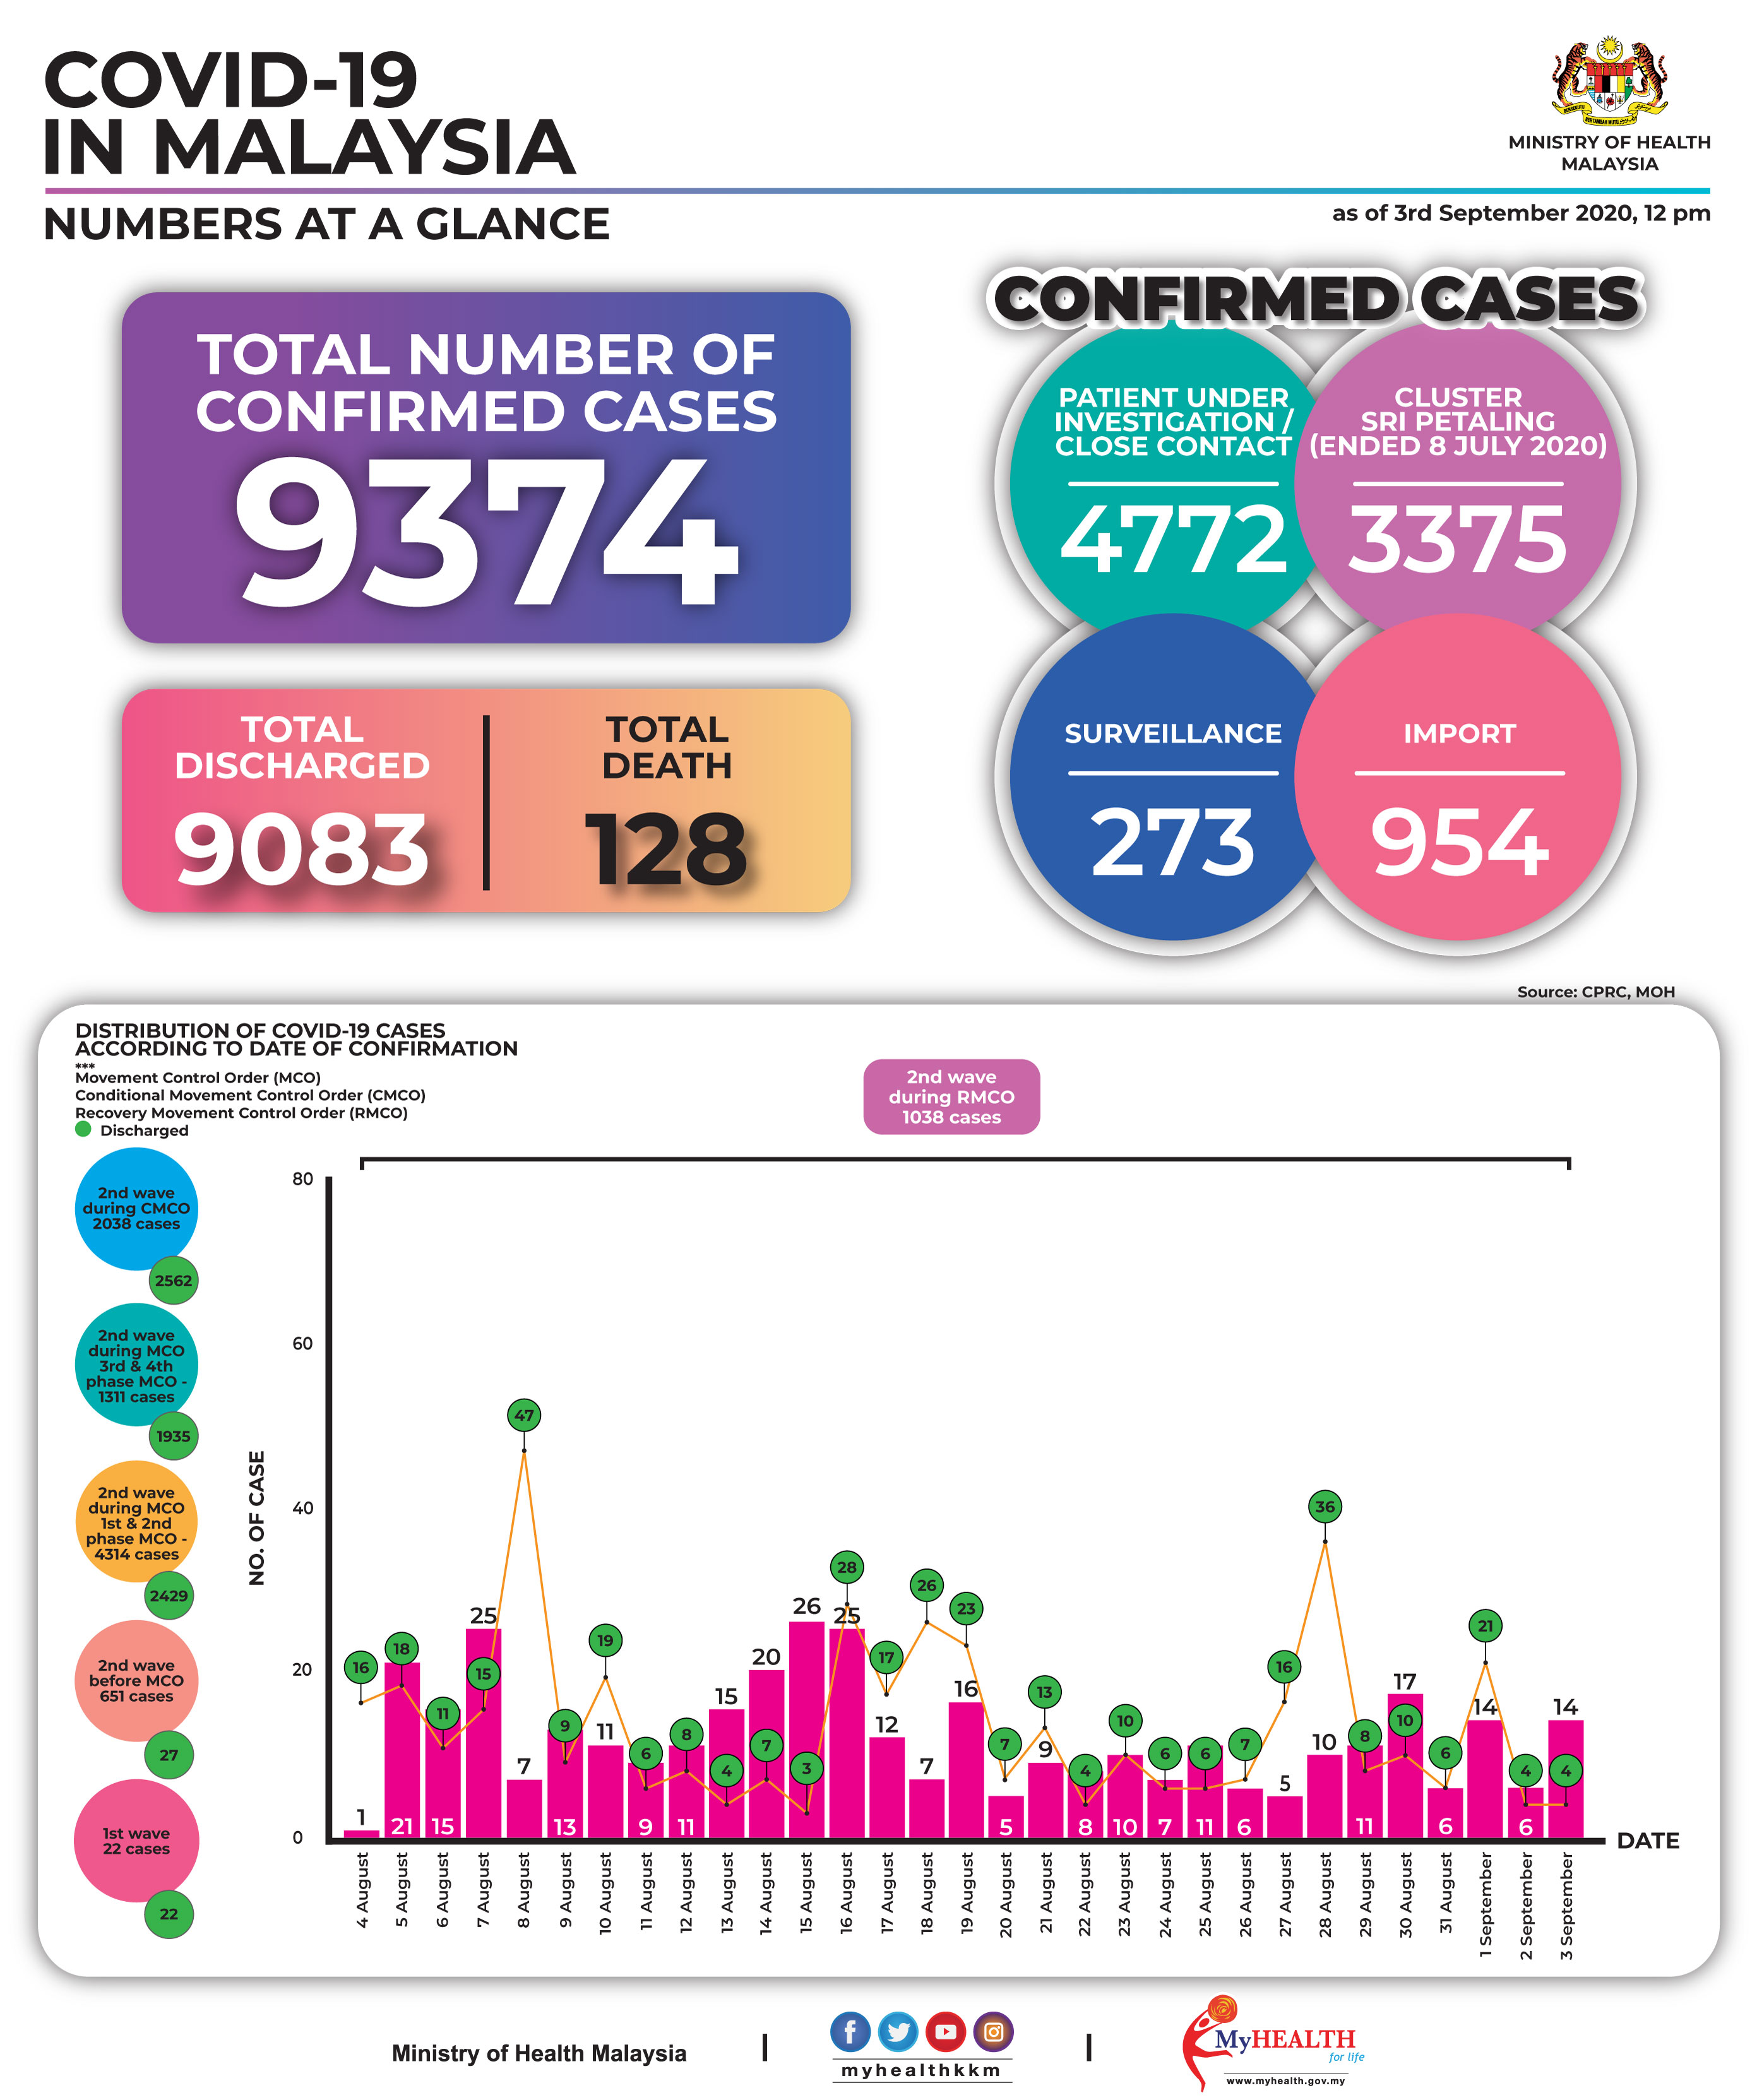 COVID-19
IN MALAYSIA
NUMBERS AT A GLANCE
MINISTRY OF HEALTH
MALAYSIA
as of 3rd September 2020, 12 pm
TOTAL NUMBER OF
CONFIRMED CASES
9374
TOTAL
DISCHARGED
9083
TOTAL
DEATH
128
CONFIRMED CASES
PATIENT UNDER
INVESTIGATION /
CLOSE CONTACT
4772
CLUSTER
SRI PETALING
(ENDED 8 JULY 2020)
3375
SURVEILLANCE
273
IMPORT
954
Source: CPRC, MOH
DISTRIBUTION OF COVID-19 CASES
ACCORDING TO DATE OF CONFIRMATION
***
Movement Control Order (MCO)
Conditional Movement Control Order (CMCO)
Recovery Movement Control Order (RMCO)
Discharged
2nd wave
during RMCO
1038 cases
2nd wave
during CMCO
2038 cases
2562
2nd wave
during MCO
3rd & 4th
phase MCO -
1311 cases
1935
2nd wave
during MCO
1st & 2nd
phase MCO -
4314 cases
2429
2nd wave
before MCO
651 cases
27
1st wave
22 cases
22
NO. OF CASE
80
60
40
20
0
16 18 11 15 47 9 19 6 8 4 7 3 28 17 26 23 7 13 4 10 6 6 7 16 36 8 10 6 21 4 4
1 21 15 25 7 13 11 9 11 15 20 26 25 12 7 16 5 9 8 10 7 11 6 5 10 11 17 6 14 6 14
DATE
4 August
5 August
6 August
7 August
8 August
9 August
10 August
11 August
12 August
13 August
14 August
15 August
16 August
17 August
18 August
19 August
20 August
21 August
22 August
23 August
24 August
25 August
26 August
27 August
28 August
29 August
30 August
31 August
1 September
2 September
3 September
Ministry of Health Malaysia
myhealthkkm
MyHEALTH
for life
www.myhealth.gov.my